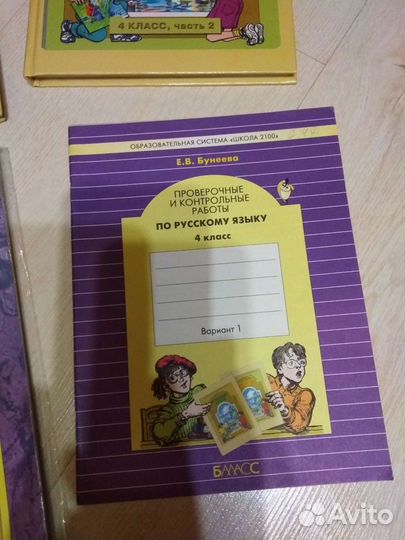 4 КЛАСС, часть 2
ОБРАЗОВАТЕЛЬНАЯ СИСТЕМА «ШКОЛА 2100»
Е.В. Бунеева
ПРОВЕРОЧНЫЕ
И КОНТРОЛЬНЫЕ
РАБОТЫ
ПО РУССКОМУ ЯЗЫКУ
4 класс
Вариант 1
БАЛАСС
Avito